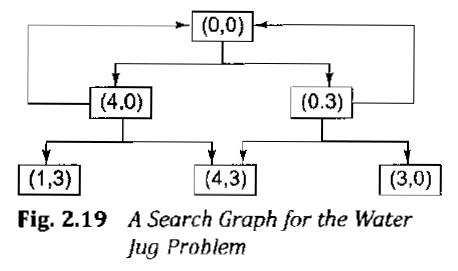 (0,0)
(4.0) (0.3)
(1,3) (4,3) (3,0)
Fig. 2.19 A Search Graph for the Water
Jug Problem